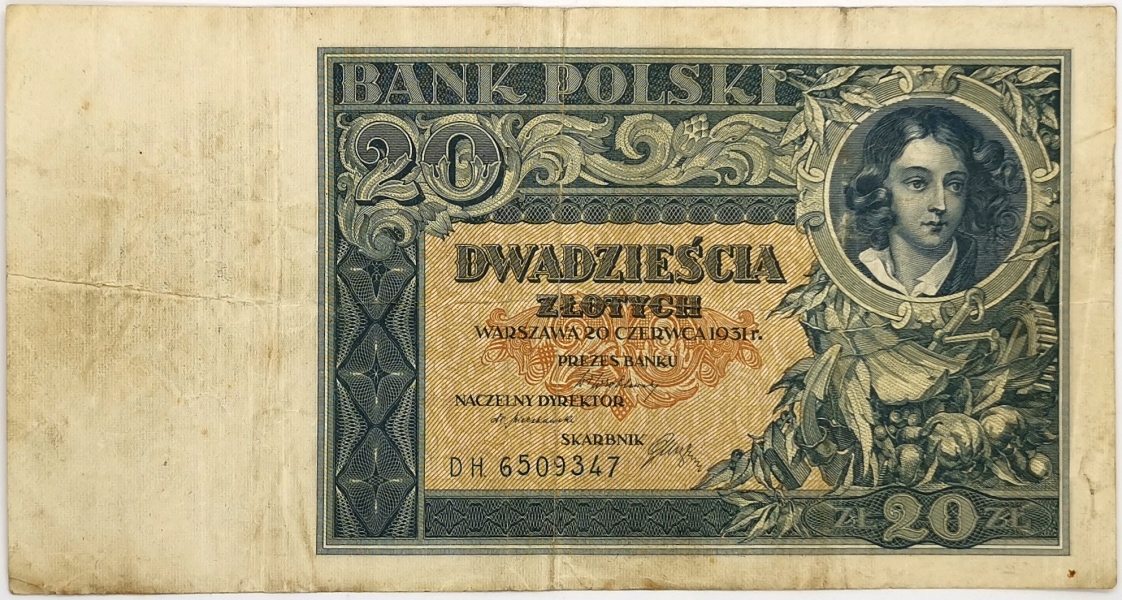 BANK POLSKI
20
DWADZIEŚCIA
ZŁOTYCH
WARSZAWA 20 CZERWCA 1931 r.
PREZES BANKU
NACZELNY DYREKTOR
SKARBNIK
DH. 6509347
ZŁ 20 ZŁ